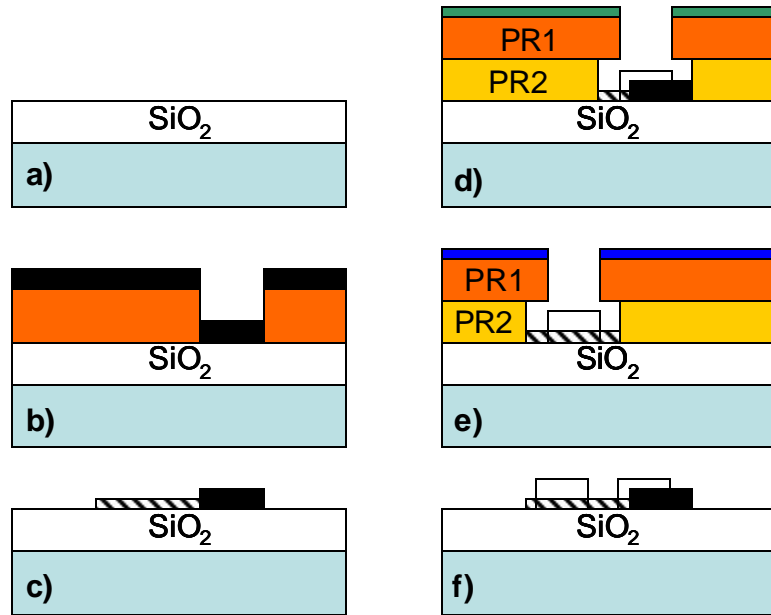 SiO₂
a)
SiO₂
b)
SiO₂
c)
PR1
PR2
SiO₂
d)
PR1
PR2
SiO₂
e)
SiO₂
f)